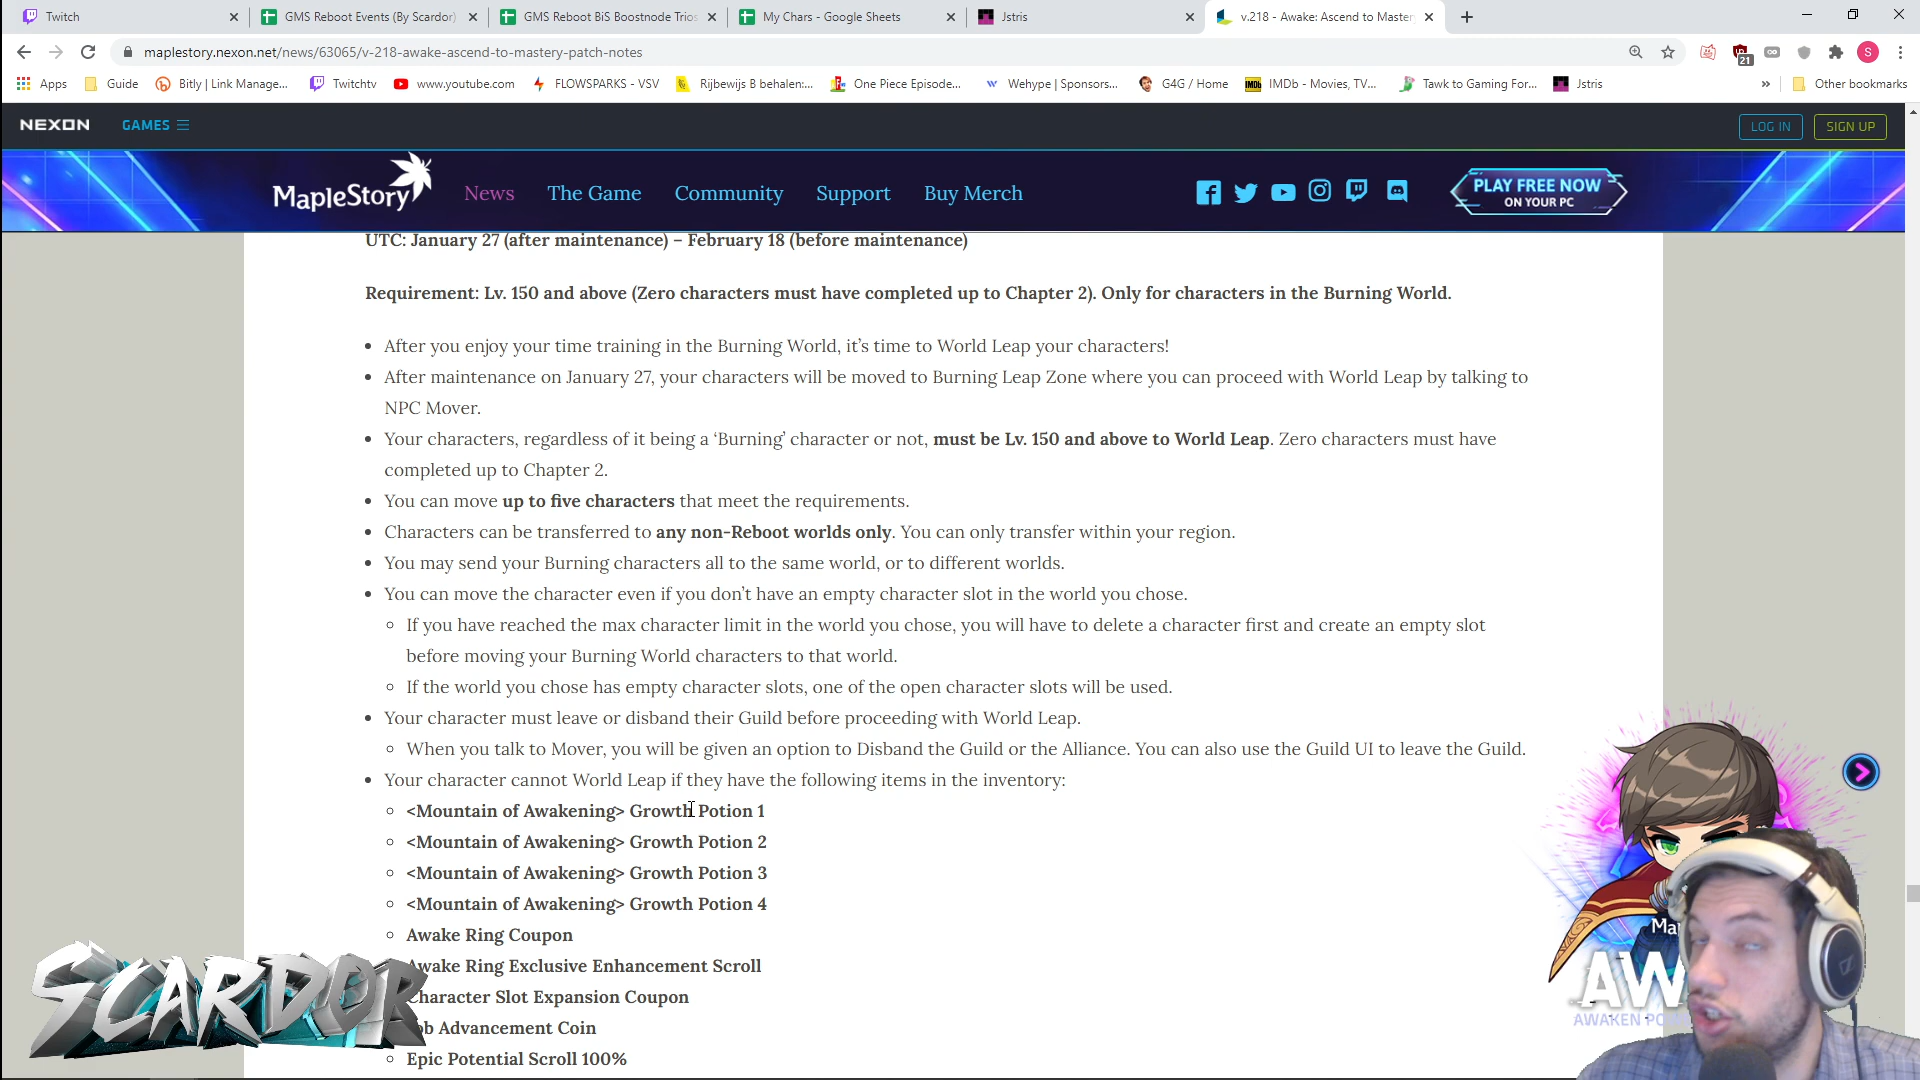 Twitch
GMS Reboot Events (By Scardor)
GMS Reboot BiS Boostnode Trios
My Chars - Google Sheets
Jstris
v.218 - Awake: Ascend to Master
maplestory.nexon.net/news/63065/v-218-awake-ascend-to-mastery-patch-notes
21
S
Apps
Guide
Bitly | Link Manage...
Twitchtv
www.youtube.com
FLOWSPARKS - VSV
Rijbewijs B behalen:...
One Piece Episode...
Wehype | Sponsors...
G4G / Home
IMDb - Movies, TV...
Tawk to Gaming For...
Jstris
»
Other bookmarks
NEXON
GAMES
LOG IN
SIGN UP
MapleStory
News
The Game
Community
Support
Buy Merch
PLAY FREE NOW
ON YOUR PC
UTC: January 27 (after maintenance) – February 18 (before maintenance)
Requirement: Lv. 150 and above (Zero characters must have completed up to Chapter 2). Only for characters in the Burning World.
• After you enjoy your time training in the Burning World, it’s time to World Leap your characters!
• After maintenance on January 27, your characters will be moved to Burning Leap Zone where you can proceed with World Leap by talking to
NPC Mover.
• Your characters, regardless of it being a ‘Burning’ character or not, must be Lv. 150 and above to World Leap. Zero characters must have
completed up to Chapter 2.
• You can move up to five characters that meet the requirements.
• Characters can be transferred to any non-Reboot worlds only. You can only transfer within your region.
• You may send your Burning characters all to the same world, or to different worlds.
• You can move the character even if you don’t have an empty character slot in the world you chose.
◦ If you have reached the max character limit in the world you chose, you will have to delete a character first and create an empty slot
before moving your Burning World characters to that world.
◦ If the world you chose has empty character slots, one of the open character slots will be used.
• Your character must leave or disband their Guild before proceeding with World Leap.
◦ When you talk to Mover, you will be given an option to Disband the Guild or the Alliance. You can also use the Guild UI to leave the Guild.
• Your character cannot World Leap if they have the following items in the inventory:
◦ <Mountain of Awakening> Growth Potion 1
◦ <Mountain of Awakening> Growth Potion 2
◦ <Mountain of Awakening> Growth Potion 3
◦ <Mountain of Awakening> Growth Potion 4
◦ Awake Ring Coupon
Awake Ring Exclusive Enhancement Scroll
Character Slot Expansion Coupon
ob Advancement Coin
◦ Epic Potential Scroll 100%
SCARDOR
Ma
AW
AWAKEN PO